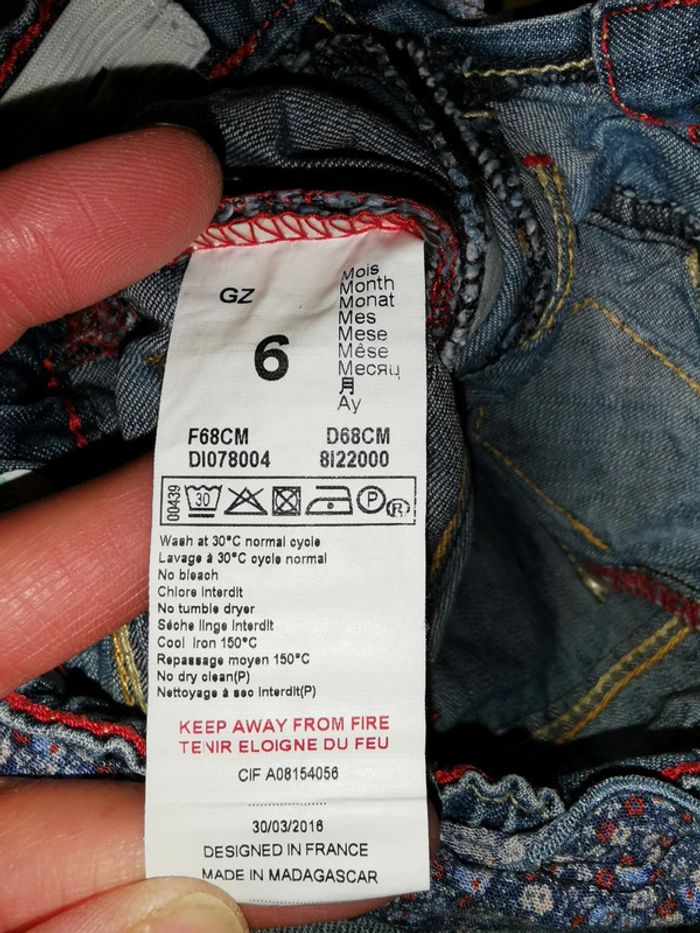 GZ
6
Mois
Month
Monat
Mes
Mese
Mêse
Месяц
月
Ay
F68CM D68CM
DI078004 8I22000
00439 30 P R
Wash at 30°C normal cycle
Lavage à 30°C cycle normal
No bleach
Chlore Interdit
No tumble dryer
Séche linge Interdit
Cool Iron 150°C
Repassage moyen 150°C
No dry clean(P)
Nettoyage à sec Interdit(P)
KEEP AWAY FROM FIRE
TENIR ELOIGNE DU FEU
CIF A08154056
30/03/2016
DESIGNED IN FRANCE
MADE IN MADAGASCAR